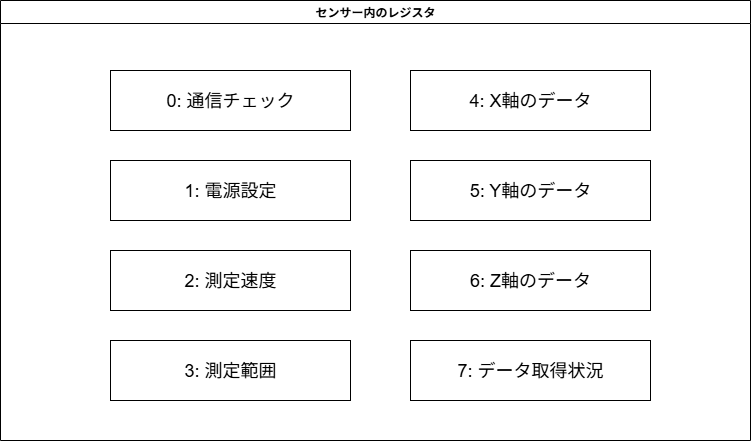 センサー内のレジスタ
0: 通信チェック
1: 電源設定
2: 測定速度
3: 測定範囲
4: X軸のデータ
5: Y軸のデータ
6: Z軸のデータ
7: データ取得状況